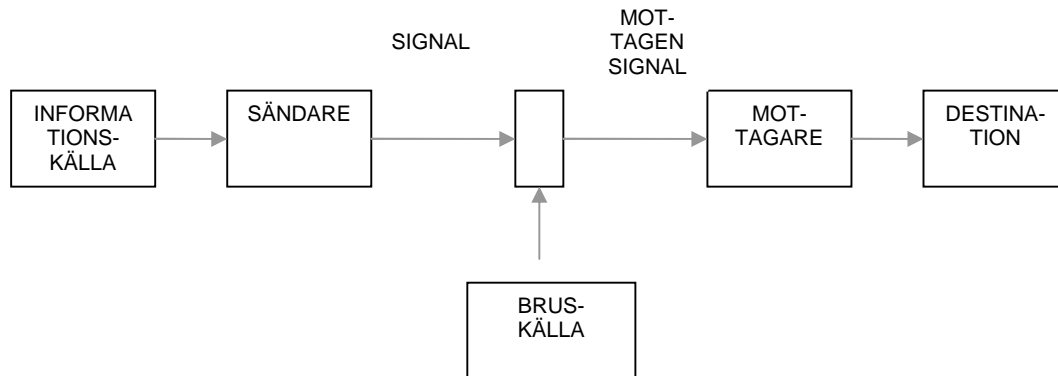 SIGNAL
MOT-
TAGEN
SIGNAL
INFORMA
TIONS-
KÄLLA
SÄNDARE
MOT-
TAGARE
DESTINA-
TION
BRUS-
KÄLLA